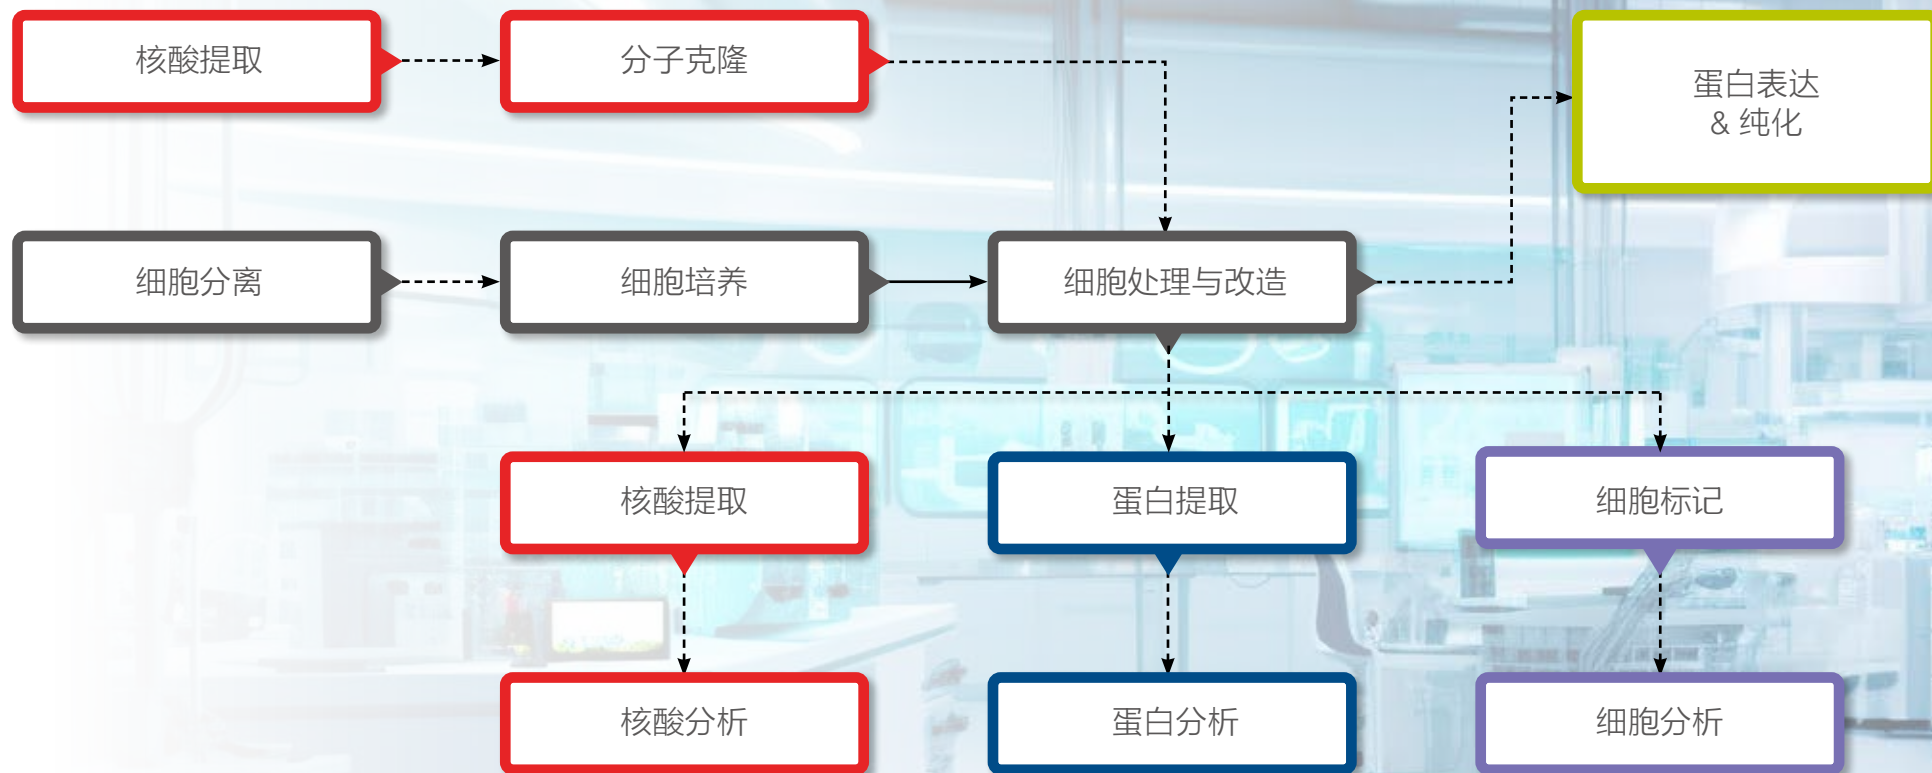 核酸提取
分子克隆
蛋白表达
& 纯化
细胞分离
细胞培养
细胞处理与改造
核酸提取
蛋白提取
细胞标记
核酸分析
蛋白分析
细胞分析